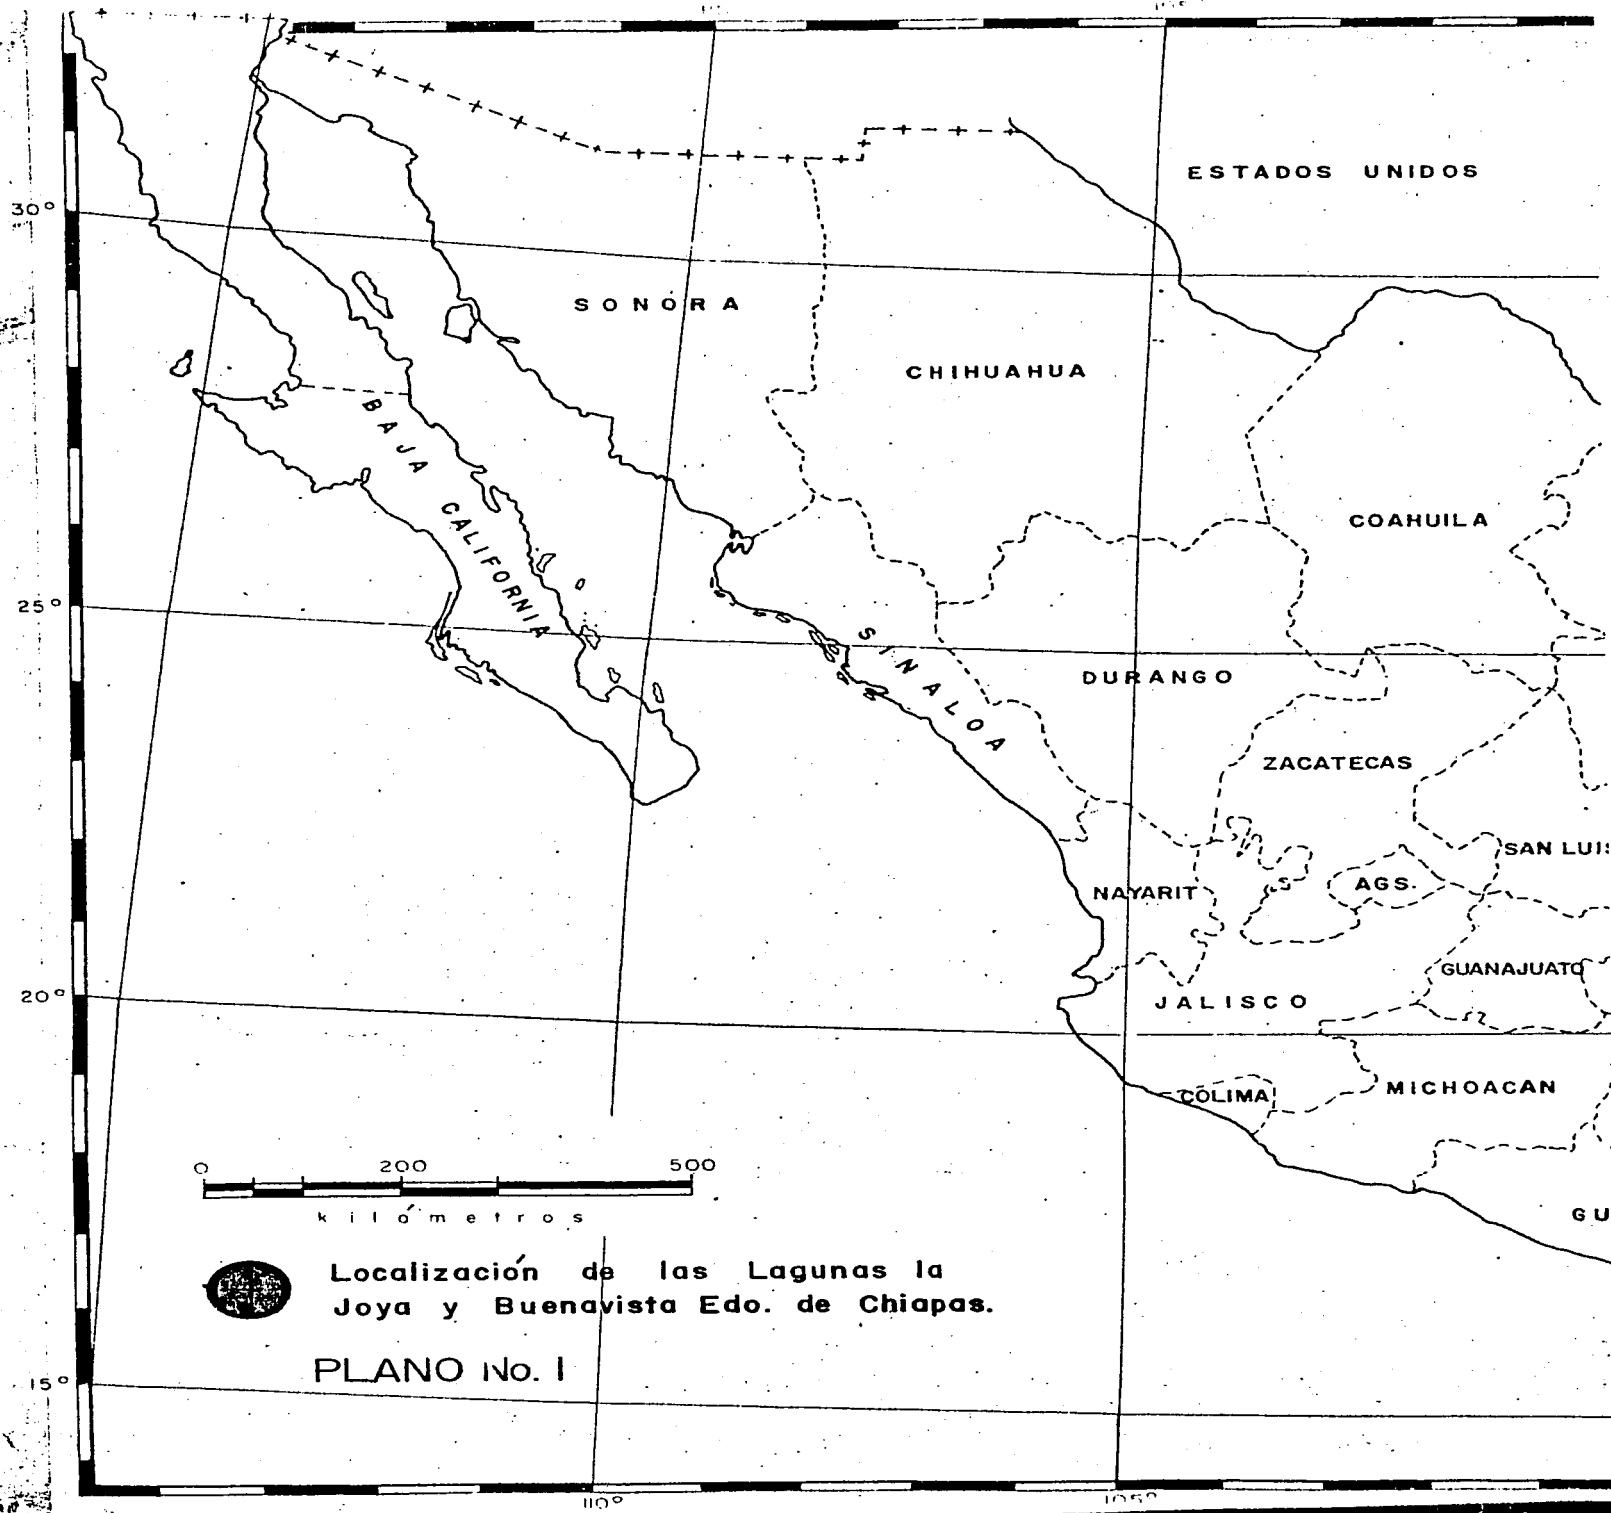 30°
ESTADOS UNIDOS
SONORA
CHIHUAHUA
BAJA CALIFORNIA
COAHUILA
25°
SINALOA
DURANGO
ZACATECAS
SAN LUIS
NAYARIT
AGS.
GUANAJUATO
20°
JALISCO
COLIMA
MICHOACAN
0 200 500
kilómetros
GU
Localización de las Lagunas la
Joya y Buenavista Edo. de Chiapas.
PLANO No. I
15°
110° 105°